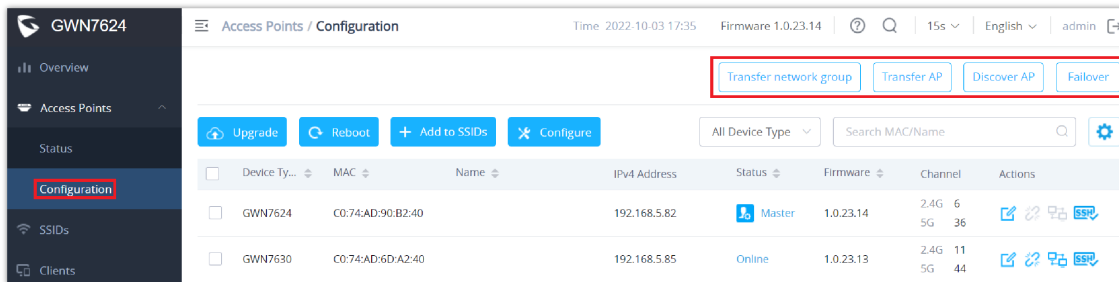 GWN7624
Access Points / Configuration
Time 2022-10-03 17:35
Firmware 1.0.23.14
15s
English
admin
Overview
Access Points
Status
Configuration
SSIDs
Clients
Transfer network group
Transfer AP
Discover AP
Failover
Upgrade
Reboot
Add to SSIDs
Configure
All Device Type
Search MAC/Name
Device Ty... MAC Name IPv4 Address Status Firmware Channel Actions
GWN7624 C0:74:AD:90:B2:40 192.168.5.82 Master 1.0.23.14 2.4G 6
5G 36
SSH
GWN7630 C0:74:AD:6D:A2:40 192.168.5.85 Online 1.0.23.13 2.4G 11
5G 44
SSH